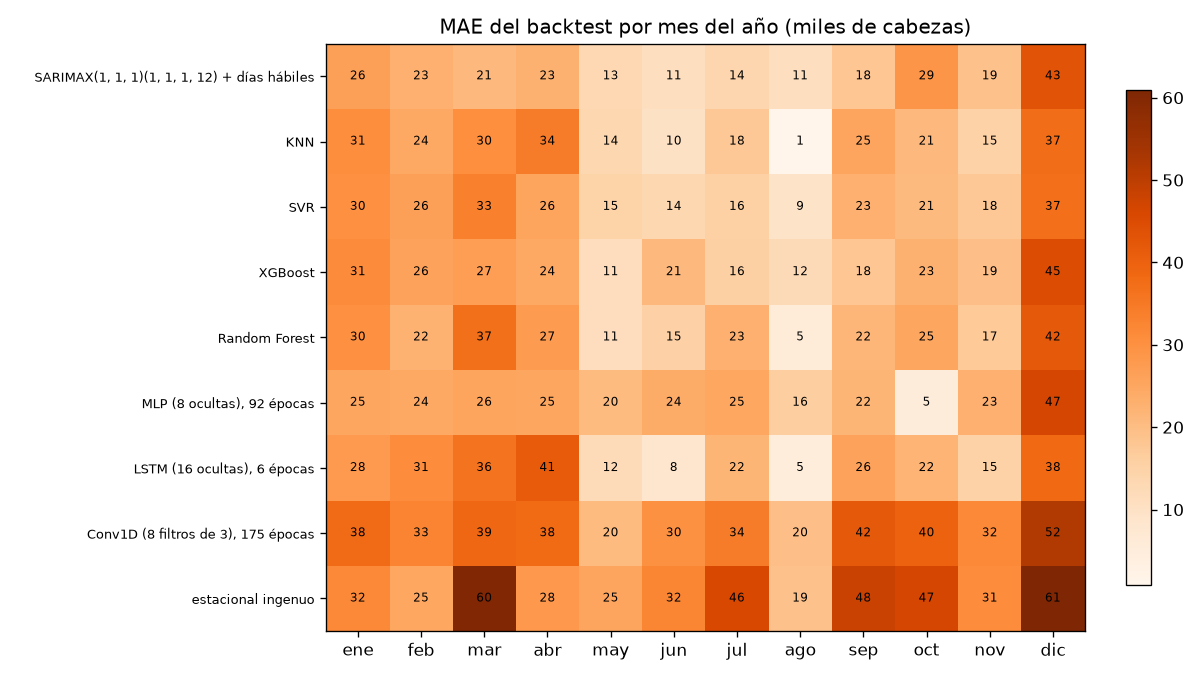 MAE del backtest por mes del año (miles de cabezas)
SARIMAX(1, 1, 1)(1, 1, 1, 12) + días hábiles 26 23 21 23 13 11 14 11 18 29 19 43
KNN 31 24 30 34 14 10 18 1 25 21 15 37
SVR 30 26 33 26 15 14 16 9 23 21 18 37
XGBoost 31 26 27 24 11 21 16 12 18 23 19 45
Random Forest 30 22 37 27 11 15 23 5 22 25 17 42
MLP (8 ocultas), 92 épocas 25 24 26 25 20 24 25 16 22 5 23 47
LSTM (16 ocultas), 6 épocas 28 31 36 41 12 8 22 5 26 22 15 38
Conv1D (8 filtros de 3), 175 épocas 38 33 39 38 20 30 34 20 42 40 32 52
estacional ingenuo 32 25 60 28 25 32 46 19 48 47 31 61
ene feb mar abr may jun jul ago sep oct nov dic
60
50
40
30
20
10